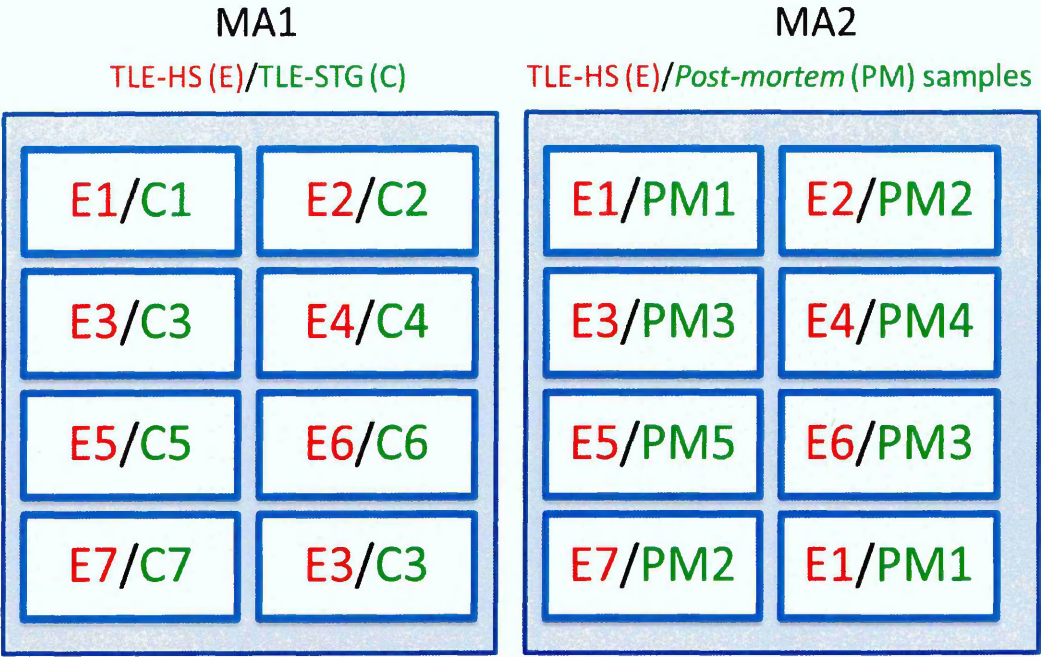 MA1
TLE-HS (E)/TLE-STG (C)
E1/C1 E2/C2
E3/C3 E4/C4
E5/C5 E6/C6
E7/C7 E3/C3
MA2
TLE-HS (E)/Post-mortem (PM) samples
E1/PM1 E2/PM2
E3/PM3 E4/PM4
E5/PM5 E6/PM3
E7/PM2 E1/PM1